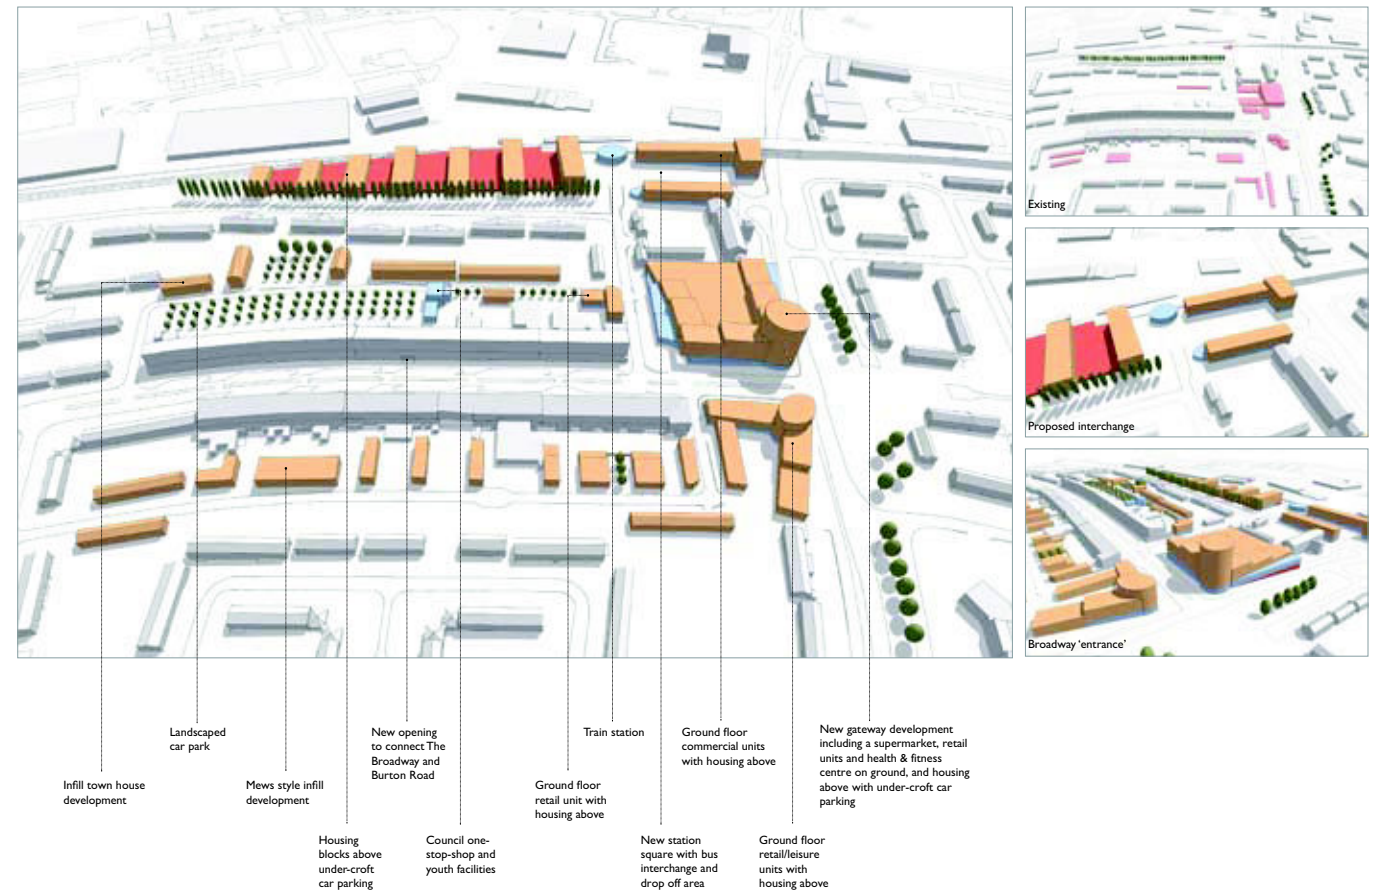 Existing
Proposed interchange
Broadway ‘entrance’
Landscaped
car park
New opening
to connect The
Broadway and
Burton Road
Train station
Ground floor
commercial units
with housing above
New gateway development
including a supermarket, retail
units and health & fitness
centre on ground, and housing
above with under-croft car
parking
Infill town house
development
Mews style infill
development
Ground floor
retail unit with
housing above
Housing
blocks above
under-croft
car parking
Council one-
stop-shop and
youth facilities
New station
square with bus
interchange and
drop off area
Ground floor
retail/leisure
units with
housing above